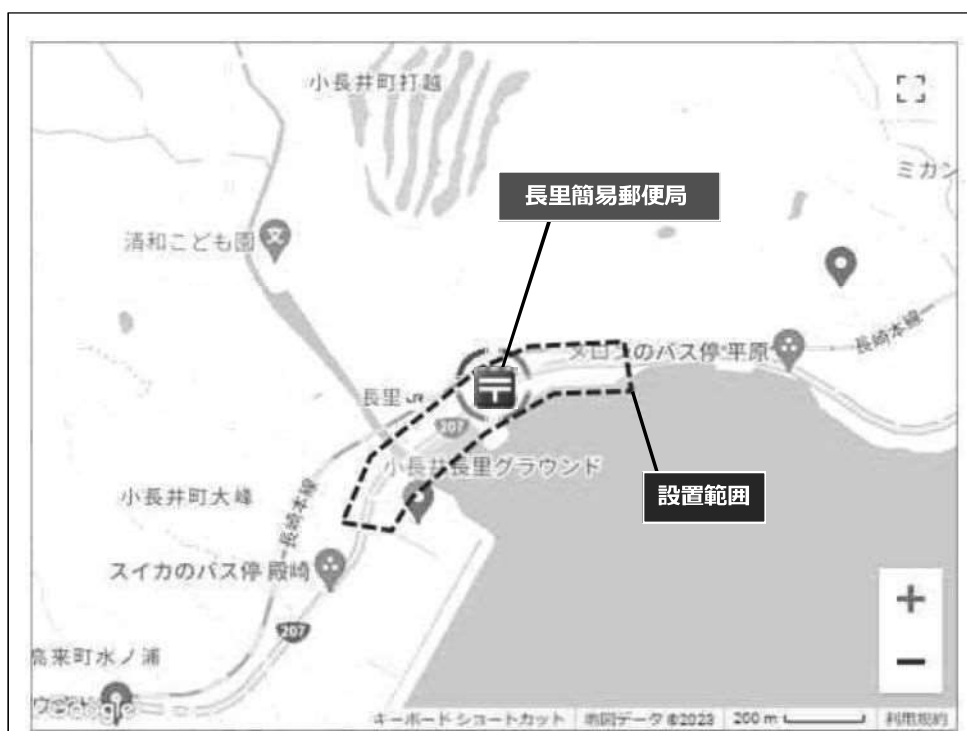 小長井町打越
ミカン
長里簡易郵便局
清和こども園
メロンのバス停 平原
長崎本線
長里 JR
207
小長井長里グラウンド
設置範囲
小長井町大峰
長崎本線
スイカのバス停 殿崎
207
高来町水ノ浦
Google
キーボード ショートカット
地図データ ©2023
200 m
利用規約